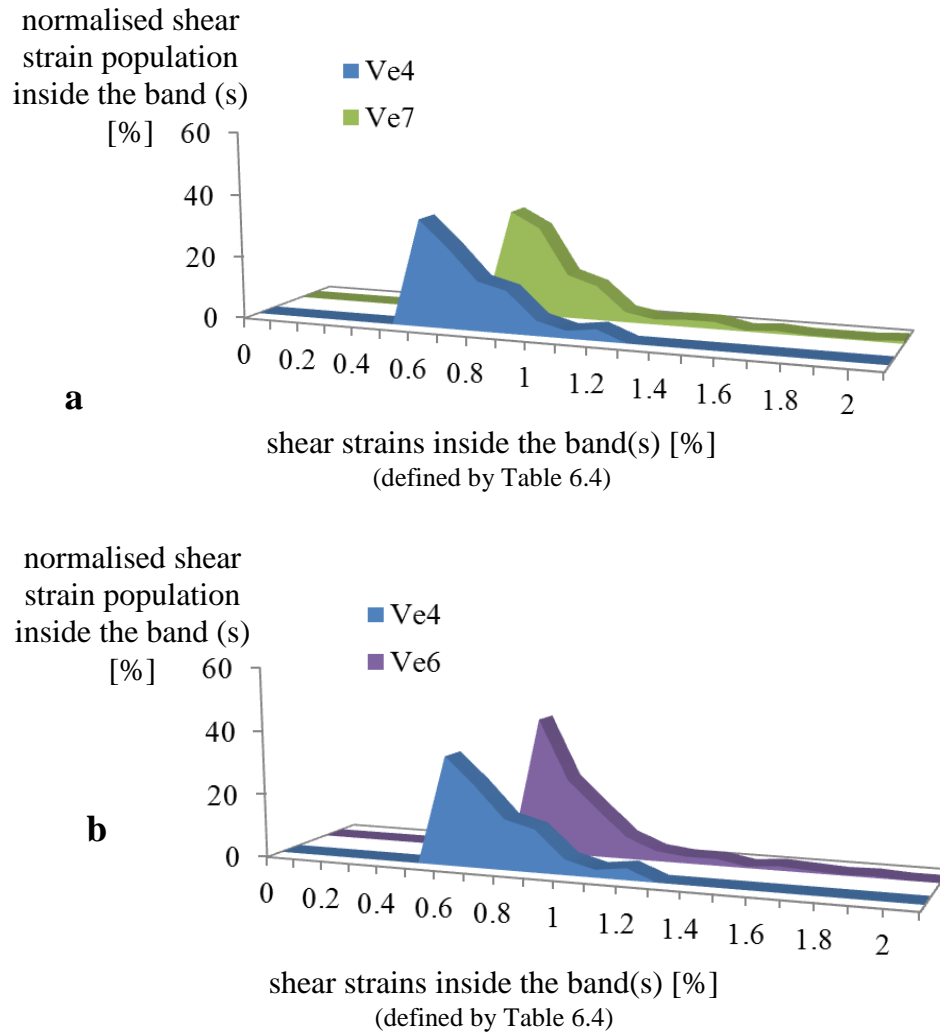 normalised shear
strain population
inside the band (s)
[%]
Ve4
Ve7
60
40
20
0
0 0.2 0.4 0.6 0.8 1 1.2 1.4 1.6 1.8 2
a
shear strains inside the band(s) [%]
(defined by Table 6.4)
normalised shear
strain population
inside the band (s)
[%]
Ve4
Ve6
60
40
20
0
0 0.2 0.4 0.6 0.8 1 1.2 1.4 1.6 1.8 2
b
shear strains inside the band(s) [%]
(defined by Table 6.4)